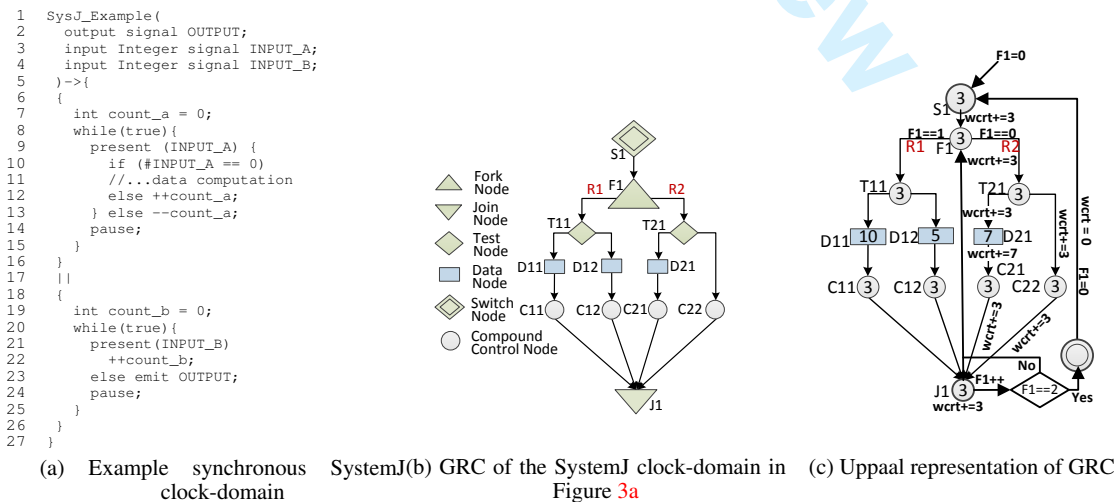 ew
1 SysJ_Example(
2 output signal OUTPUT;
3 input Integer signal INPUT_A;
4 input Integer signal INPUT_B;
5 )->{
6 {
7 int count_a = 0;
8 while(true){
9 present (INPUT_A) {
10 if (#INPUT_A == 0)
11 //...data computation
12 else ++count_a;
13 } else --count_a;
14 pause;
15 }
16 }
17 ||
18 {
19 int count_b = 0;
20 while(true){
21 present(INPUT_B)
22 ++count_b;
23 else emit OUTPUT;
24 pause;
25 }
26 }
27 }
Fork
Node
Join
Node
Test
Node
Data
Node
Switch
Node
Compound
Control Node
S1
F1
R1
R2
T11
T21
D11
D12
D21
C11
C12
C21
C22
J1
F1=0
3
S1
wcrt+=3
F1==1
3
F1==0
R1
F1
R2
wcrt+=3
T11
3
T21
3
wcrt+=3
D11
10
D12
5
7
D21
wcrt+=7
wcrt+=3
wcrt = 0
F1=0
C11
3
C12
3
C21
3
C22
3
wcrt+=3
wcrt+=3
No
J1
3
F1++
F1==2
Yes
wcrt+=3
(a) Example synchronous SystemJ
clock-domain
(b) GRC of the SystemJ clock-domain in
Figure 3a
(c) Uppaal representation of GRC